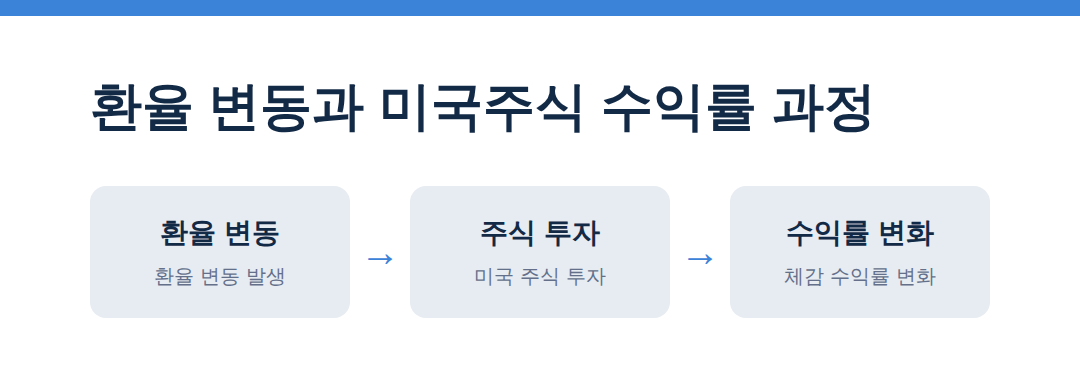 환율 변동과 미국주식 수익률 과정
환율 변동
환율 변동 발생
→
주식 투자
미국 주식 투자
→
수익률 변화
체감 수익률 변화